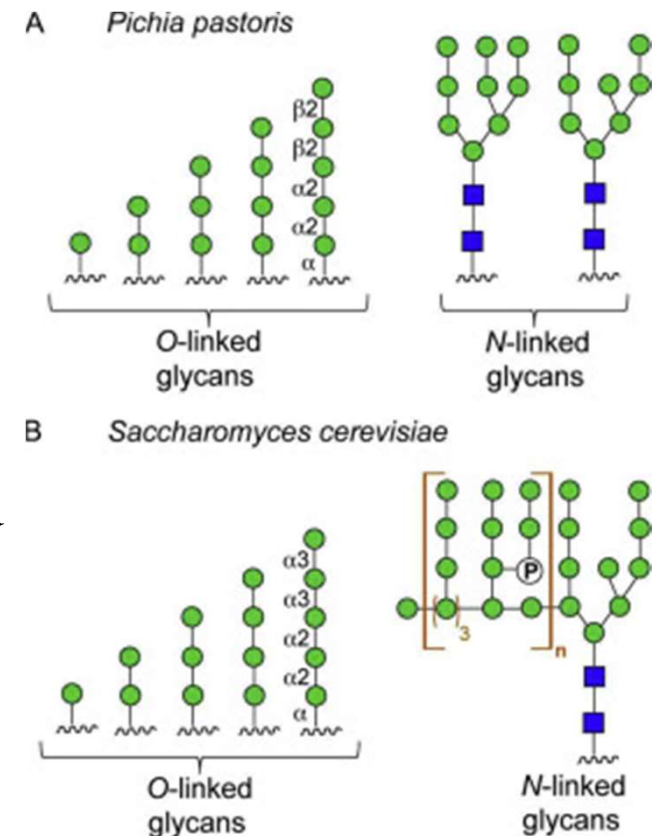 A Pichia pastoris
β2
β2
α2
α2
α
O-linked
glycans
N-linked
glycans
B Saccharomyces cerevisiae
α3
α3
α2
α2
α
P
3
n
O-linked
glycans
N-linked
glycans